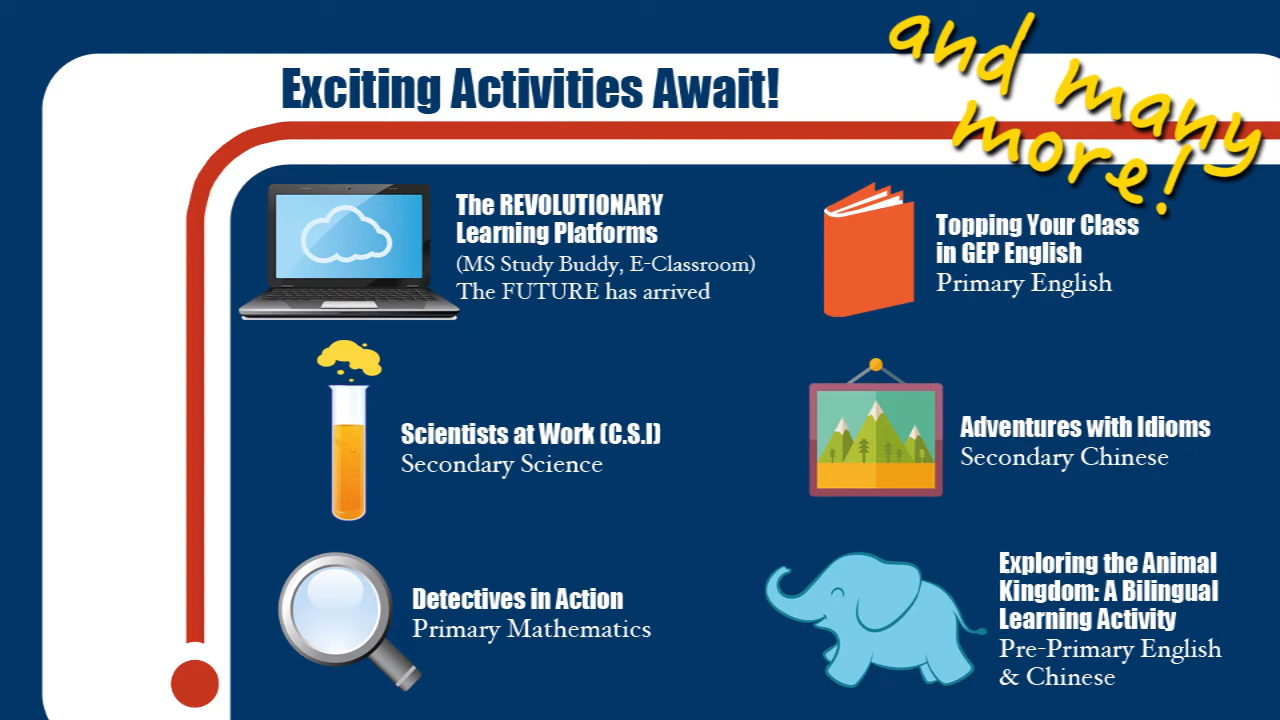 Exciting Activities Await!
and many
more!
The REVOLUTIONARY
Learning Platforms
(MS Study Buddy, E-Classroom)
The FUTURE has arrived
Topping Your Class
in GEP English
Primary English
Scientists at Work (C.S.I)
Secondary Science
Adventures with Idioms
Secondary Chinese
Detectives in Action
Primary Mathematics
Exploring the Animal
Kingdom: A Bilingual
Learning Activity
Pre-Primary English
& Chinese